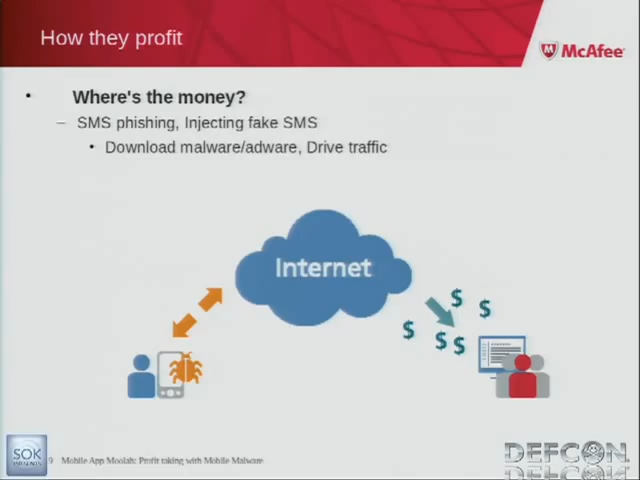 How they profit
McAfee
• Where's the money?
– SMS phishing, Injecting fake SMS
• Download malware/adware, Drive traffic
Internet
$
$
$
$
$
SOK
9 Mobile App Moolah: Profit taking with Mobile Malware
DEFCON